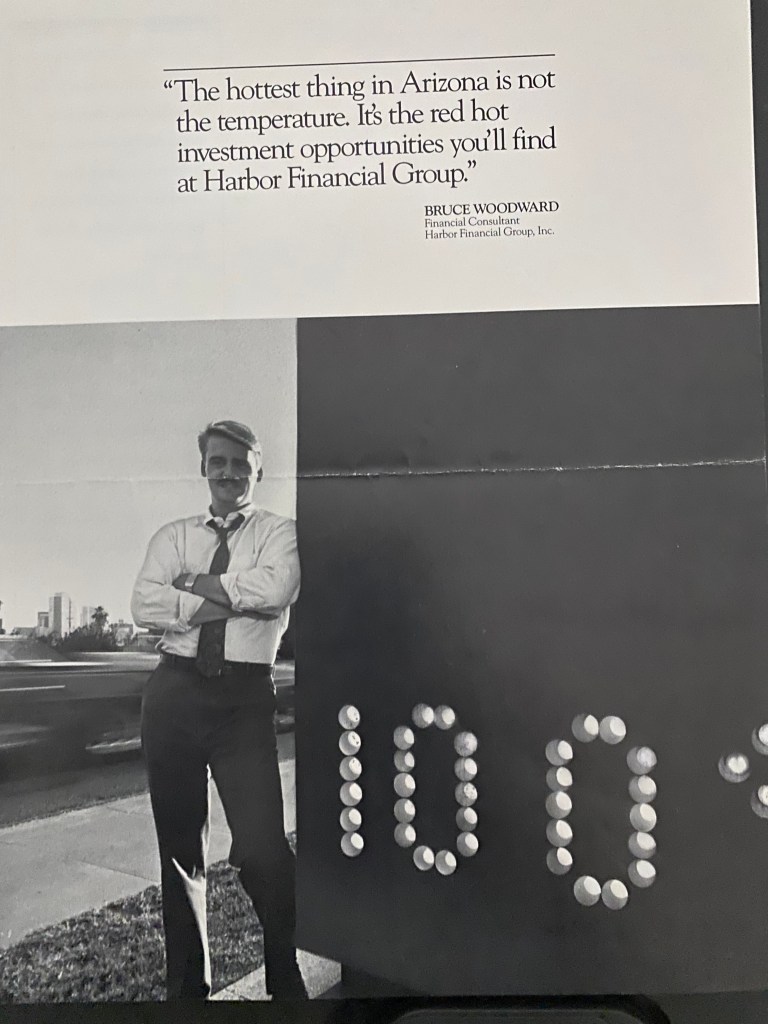 “The hottest thing in Arizona is not
the temperature. It's the red hot
investment opportunities you'll find
at Harbor Financial Group.”
BRUCE WOODWARD
Financial Consultant
Harbor Financial Group, Inc.
100°